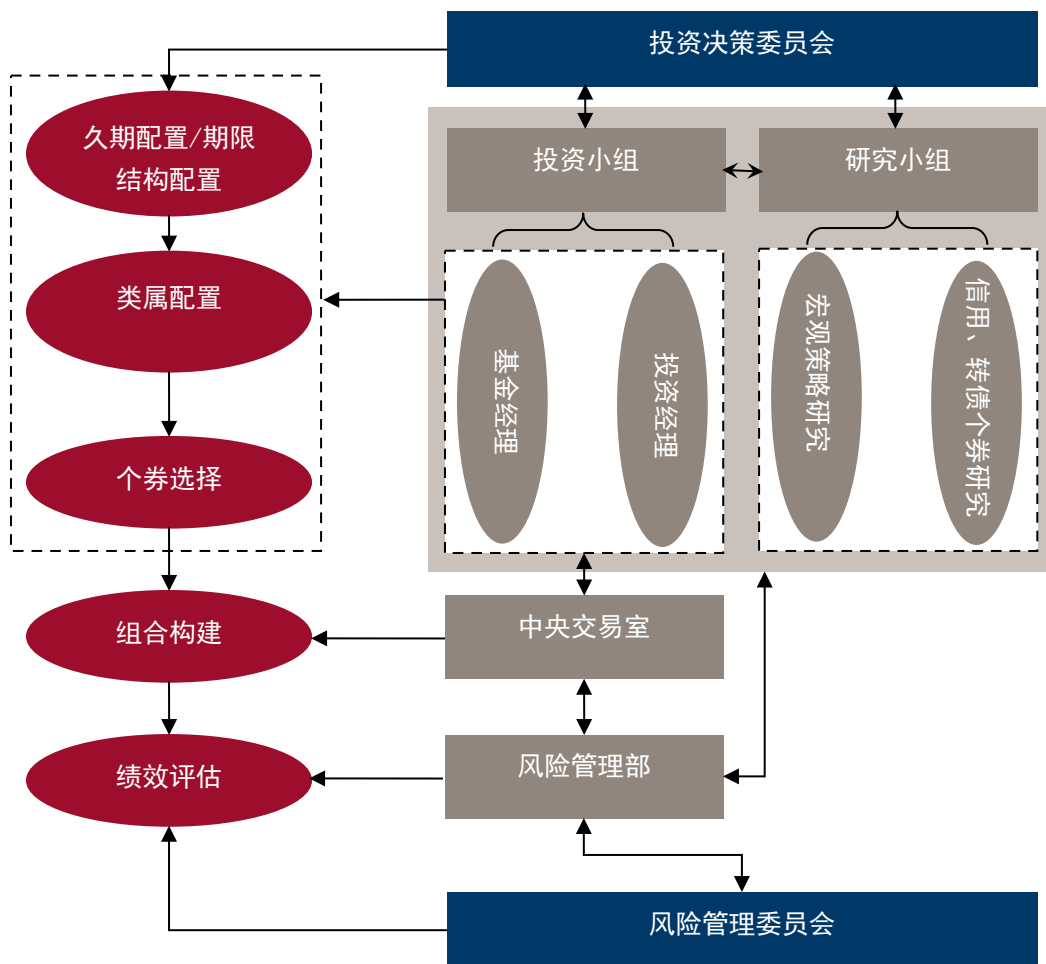 投资决策委员会
久期配置/期限
结构配置
投资小组
研究小组
类属配置
基金经理
投资经理
宏观策略研究
信用、转债个券研究
个券选择
组合构建
中央交易室
绩效评估
风险管理部
风险管理委员会